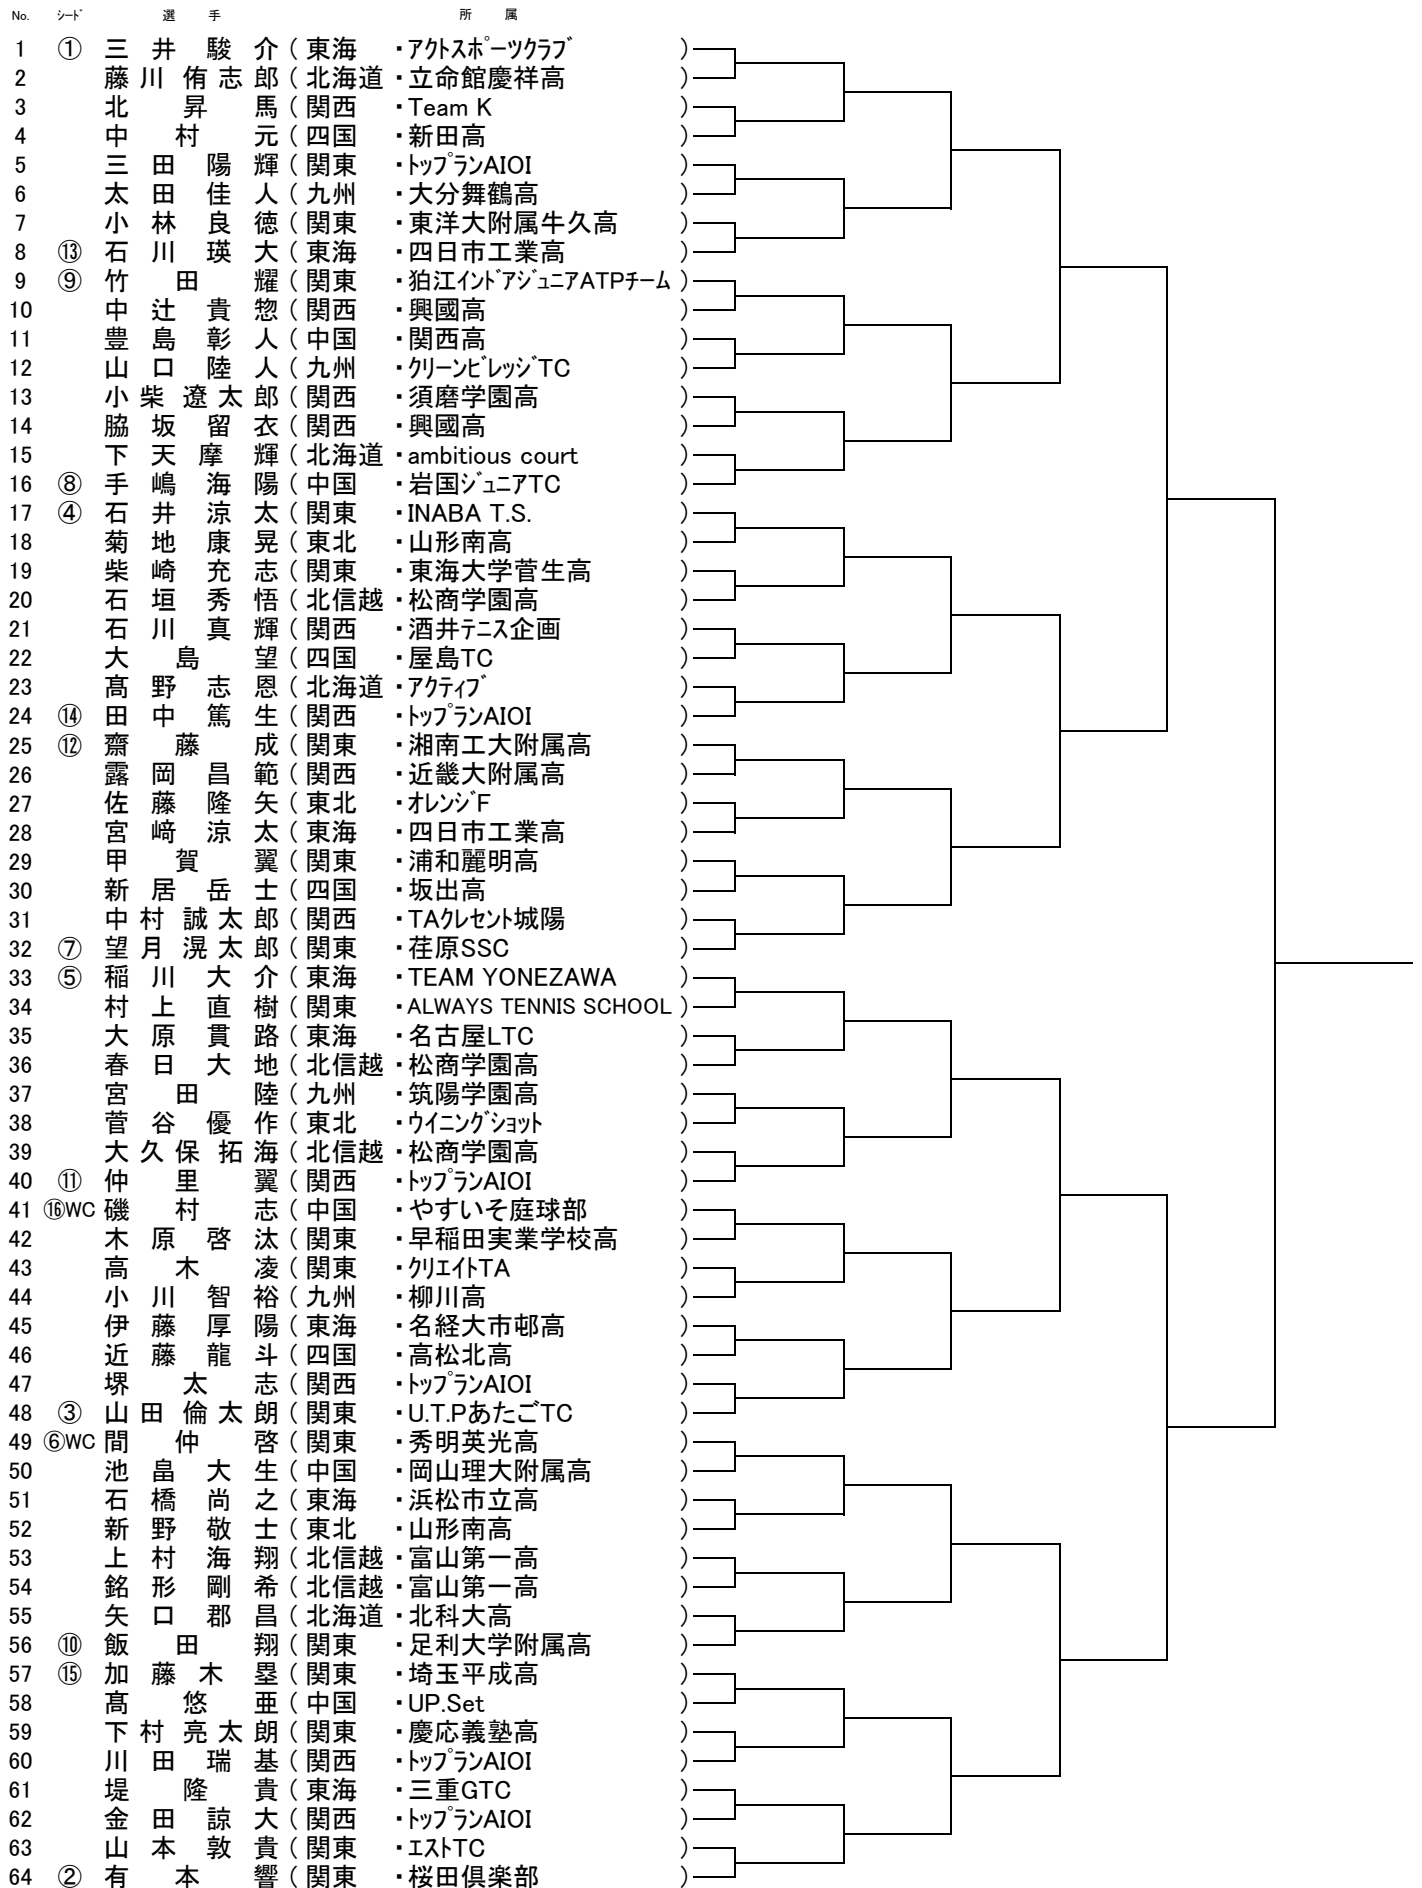 No. シード 選 手 所 属
1 ① 三井駿介 (東海 ・アクトスポーツクラブ )
2 藤川侑志郎 (北海道・立命館慶祥高 )
3 北昇馬 (関西 ・Team K )
4 中村元 (四国 ・新田高 )
5 三田陽輝 (関東 ・トップランAIOI )
6 太田佳人 (九州 ・大分舞鶴高 )
7 小林良徳 (関東 ・東洋大附属牛久高 )
8 ⑬ 石川瑛大 (東海 ・四日市工業高 )
9 ⑨ 竹田耀 (関東 ・狛江インドアジュニアATPチーム )
10 中辻貴惣 (関西 ・興國高 )
11 豊島彰人 (中国 ・関西高 )
12 山口陸人 (九州 ・クリーンビレッジTC )
13 小柴遼太郎 (関西 ・須磨学園高 )
14 脇坂留衣 (関西 ・興國高 )
15 下天摩輝 (北海道・ambitious court )
16 ⑧ 手嶋海陽 (中国 ・岩国ジュニアTC )
17 ④ 石井涼太 (関東 ・INABA T.S. )
18 菊地康晃 (東北 ・山形南高 )
19 柴崎充志 (関東 ・東海大学菅生高 )
20 石垣秀悟 (北信越・松商学園高 )
21 石川真輝 (関西 ・酒井テニス企画 )
22 大島望 (四国 ・屋島TC )
23 髙野志恩 (北海道・アクティブ )
24 ⑭ 田中篤生 (関西 ・トップランAIOI )
25 ⑫ 齋藤成 (関東 ・湘南工大附属高 )
26 露岡昌範 (関西 ・近畿大附属高 )
27 佐藤隆矢 (東北 ・オレンジF )
28 宮﨑涼太 (東海 ・四日市工業高 )
29 甲賀翼 (関東 ・浦和麗明高 )
30 新居岳士 (四国 ・坂出高 )
31 中村誠太郎 (関西 ・TAクレセント城陽 )
32 ⑦ 望月滉太郎 (関東 ・荏原SSC )
33 ⑤ 稲川大介 (東海 ・TEAM YONEZAWA )
34 村上直樹 (関東 ・ALWAYS TENNIS SCHOOL )
35 大原貫路 (東海 ・名古屋LTC )
36 春日大地 (北信越・松商学園高 )
37 宮田陸 (九州 ・筑陽学園高 )
38 菅谷優作 (東北 ・ウイニングショット )
39 大久保拓海 (北信越・松商学園高 )
40 ⑪ 仲里翼 (関西 ・トップランAIOI )
41 ⑯WC 磯村志 (中国 ・やすいそ庭球部 )
42 木原啓汰 (関東 ・早稲田実業学校高 )
43 高木凌 (関東 ・クリエイトTA )
44 小川智裕 (九州 ・柳川高 )
45 伊藤厚陽 (東海 ・名経大市邨高 )
46 近藤龍斗 (四国 ・高松北高 )
47 堺太志 (関西 ・トップランAIOI )
48 ③ 山田倫太朗 (関東 ・U.T.PあたごTC )
49 ⑥WC 間仲啓 (関東 ・秀明英光高 )
50 池畠大生 (中国 ・岡山理大附属高 )
51 石橋尚之 (東海 ・浜松市立高 )
52 新野敬士 (東北 ・山形南高 )
53 上村海翔 (北信越・富山第一高 )
54 銘形剛希 (北信越・富山第一高 )
55 矢口郡昌 (北海道・北科大高 )
56 ⑩ 飯田翔 (関東 ・足利大学附属高 )
57 ⑮ 加藤木塁 (関東 ・埼玉平成高 )
58 髙悠亜 (中国 ・UP.Set )
59 下村亮太朗 (関東 ・慶応義塾高 )
60 川田瑞基 (関西 ・トップランAIOI )
61 堤隆貴 (東海 ・三重GTC )
62 金田諒大 (関西 ・トップランAIOI )
63 山本敦貴 (関東 ・エストTC )
64 ② 有本響 (関東 ・桜田倶楽部 )